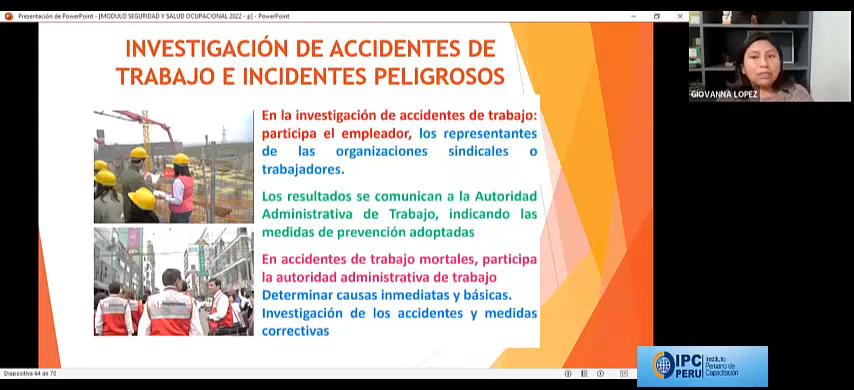 Presentación de PowerPoint - [MODULO SEGURIDAD Y SALUD OCUPACIONAL 2022 - p] - PowerPoint
INVESTIGACIÓN DE ACCIDENTES DE
TRABAJO E INCIDENTES PELIGROSOS
En la investigación de accidentes de trabajo:
participa el empleador, los representantes
de las organizaciones sindicales o
trabajadores.
Los resultados se comunican a la Autoridad
Administrativa de Trabajo, indicando las
medidas de prevención adoptadas
En accidentes de trabajo mortales, participa
la autoridad administrativa de trabajo
Determinar causas inmediatas y básicas.
Investigación de los accidentes y medidas
correctivas
Diapositiva 64 de 70
GIOVANNA LOPEZ
IPC
PERU
Instituto
Peruano de
Capacitación